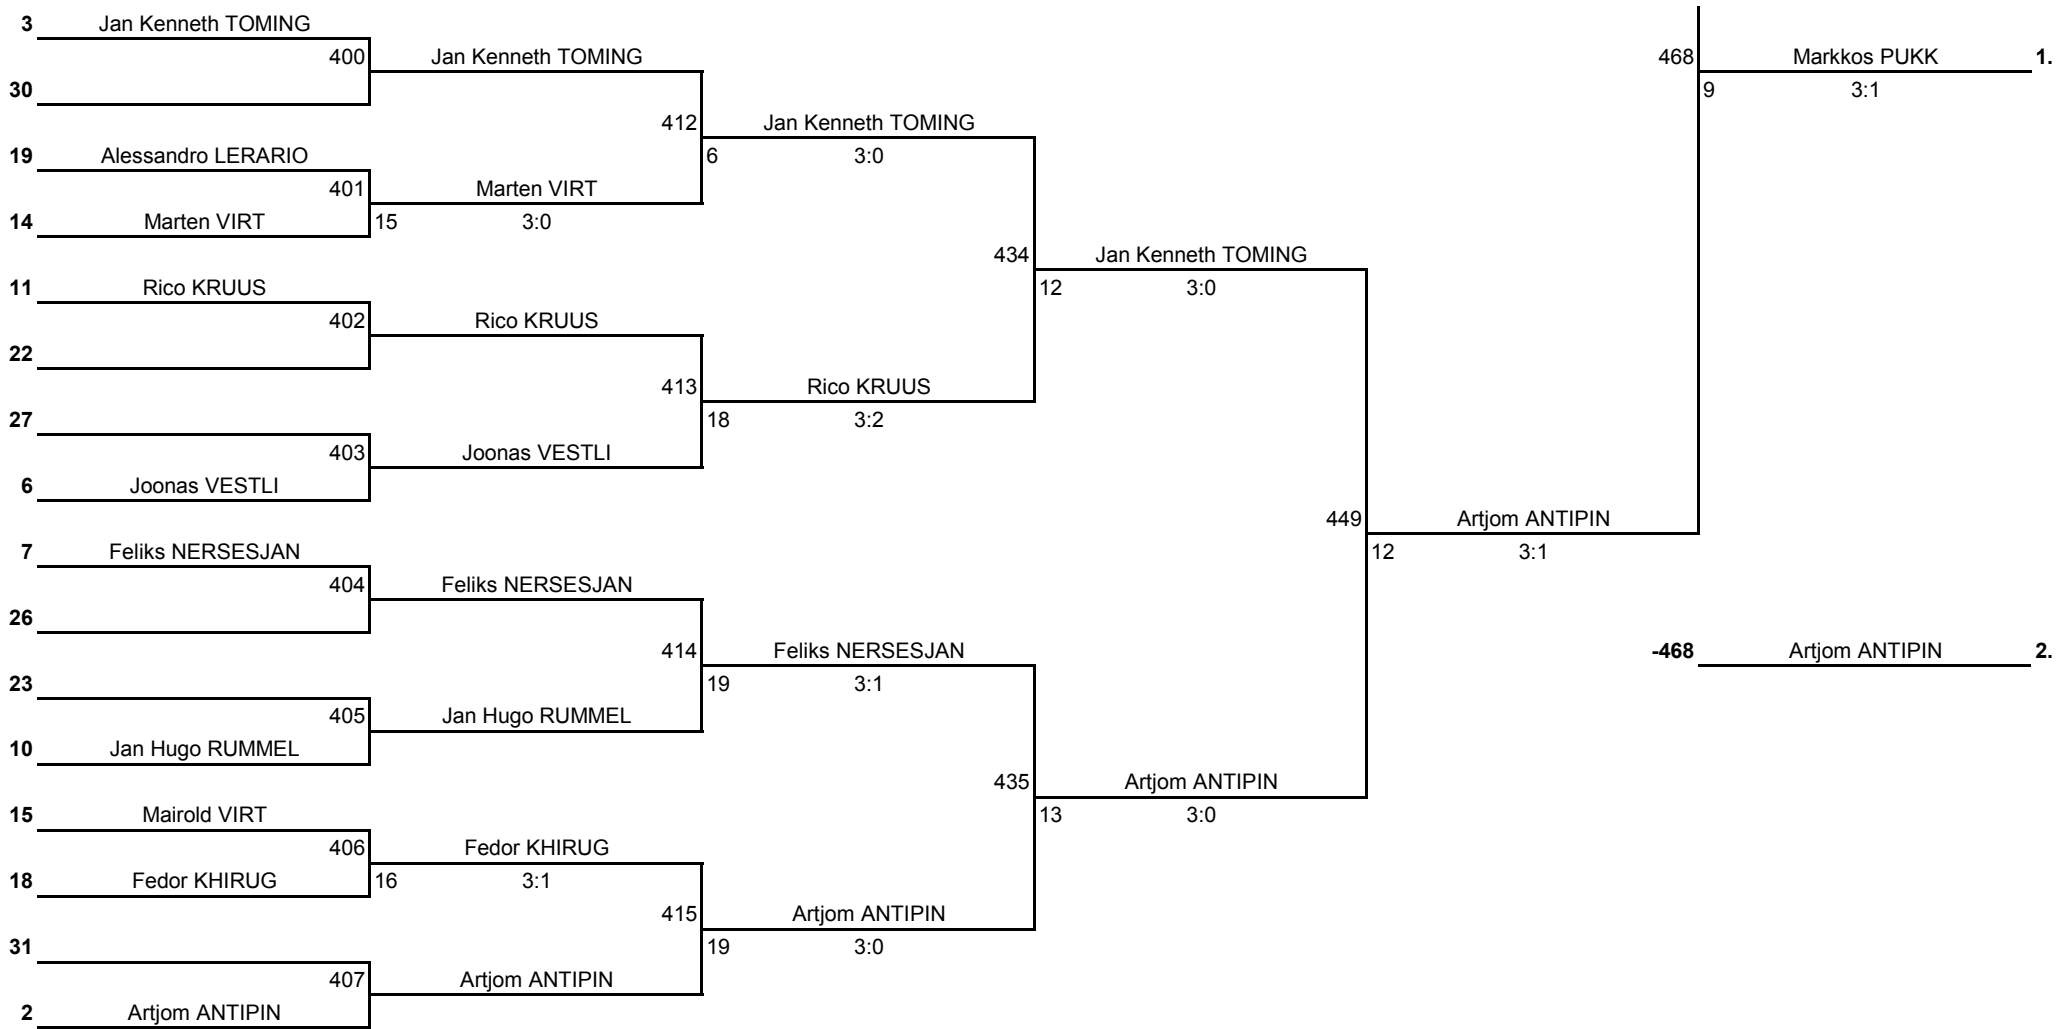 3 Jan Kenneth TOMING
400 Jan Kenneth TOMING 468 Markkos PUKK 1.
30 9 3:1
412 Jan Kenneth TOMING
19 Alessandro LERARIO 6 3:0
401 Marten VIRT
14 Marten VIRT 15 3:0
434 Jan Kenneth TOMING
11 Rico KRUUS 12 3:0
402 Rico KRUUS
22
413 Rico KRUUS
27 18 3:2
403 Joonas VESTLI
6 Joonas VESTLI
449 Artjom ANTIPIN
7 Feliks NERSESJAN 12 3:1
404 Feliks NERSESJAN
26
414 Feliks NERSESJAN -468 Artjom ANTIPIN 2.
23 19 3:1
405 Jan Hugo RUMMEL
10 Jan Hugo RUMMEL
435 Artjom ANTIPIN
15 Mairold VIRT 13 3:0
406 Fedor KHIRUG
18 Fedor KHIRUG 16 3:1
415 Artjom ANTIPIN
31 19 3:0
407 Artjom ANTIPIN
2 Artjom ANTIPIN